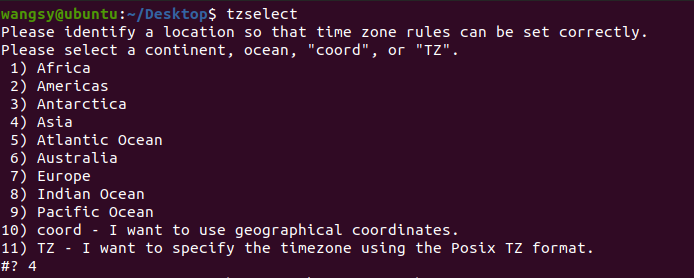 wangsy@ubuntu:~/Desktop$ tzselect
Please identify a location so that time zone rules can be set correctly.
Please select a continent, ocean, "coord", or "TZ".
1) Africa
2) Americas
3) Antarctica
4) Asia
5) Atlantic Ocean
6) Australia
7) Europe
8) Indian Ocean
9) Pacific Ocean
10) coord - I want to use geographical coordinates.
11) TZ - I want to specify the timezone using the Posix TZ format.
#? 4